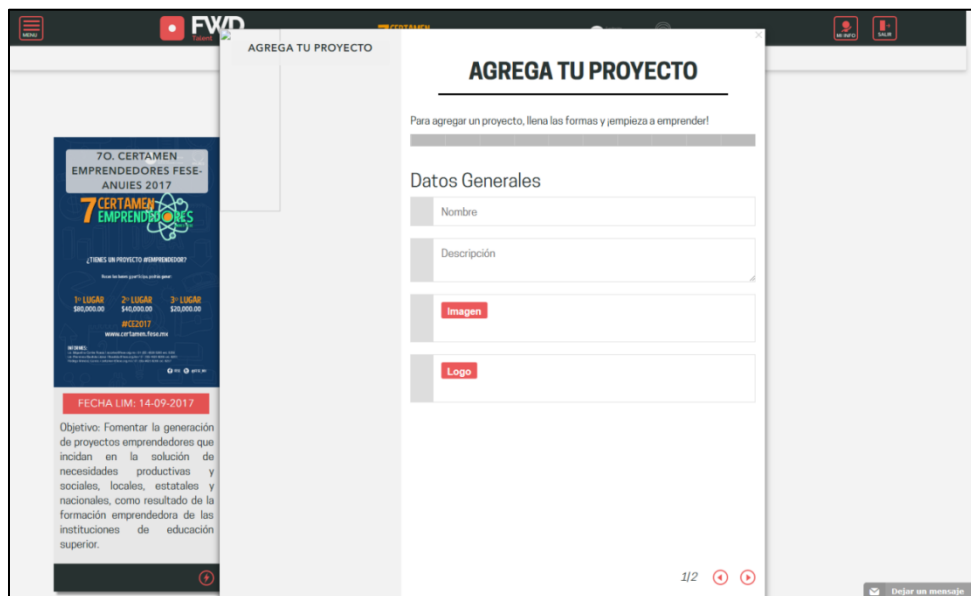 MENU
FWD
Talent
MI INFO
SALIR
AGREGA TU PROYECTO
×
AGREGA TU PROYECTO
Para agregar un proyecto, llena las formas y ¡empieza a emprender!
Datos Generales
Nombre
Descripción
Imagen
Logo
1/2
7O. CERTAMEN
EMPRENDEDORES FESE-
ANUIES 2017
7 CERTAMEN
EMPRENDEDORES
¿TIENES UN PROYECTO #EMPRENDEDOR?
1er LUGAR 2o LUGAR 3er LUGAR
$80,000.00 $40,000.00 $20,000.00
#CE2017
www.certamen.fese.mx
FECHA LIM: 14-09-2017
Objetivo: Fomentar la generación
de proyectos emprendedores que
incidan en la solución de
necesidades productivas y
sociales, locales, estatales y
nacionales, como resultado de la
formación emprendedora de las
instituciones de educación
superior.
Dejar un mensaje